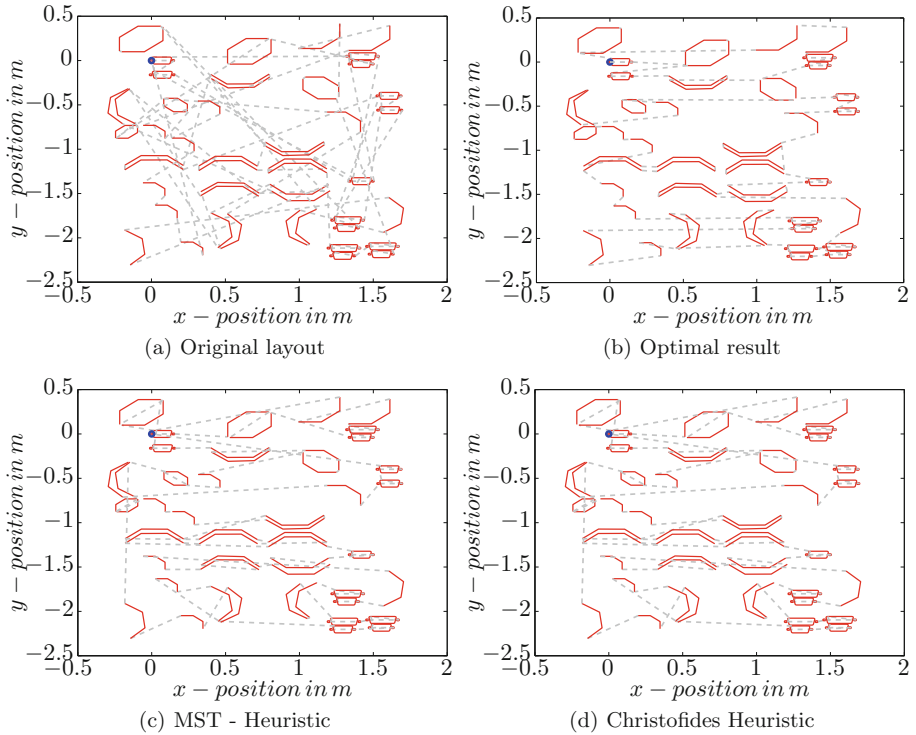 0.5
0
−0.5
−1
−1.5
−2
−2.5
y − position in m
−0.5 0 0.5 1 1.5 2
x − position in m
(a) Original layout
0.5
0
−0.5
−1
−1.5
−2
−2.5
y − position in m
−0.5 0 0.5 1 1.5 2
x − position in m
(b) Optimal result
0.5
0
−0.5
−1
−1.5
−2
−2.5
y − position in m
−0.5 0 0.5 1 1.5 2
x − position in m
(c) MST - Heuristic
0.5
0
−0.5
−1
−1.5
−2
−2.5
y − position in m
−0.5 0 0.5 1 1.5 2
x − position in m
(d) Christofides Heuristic